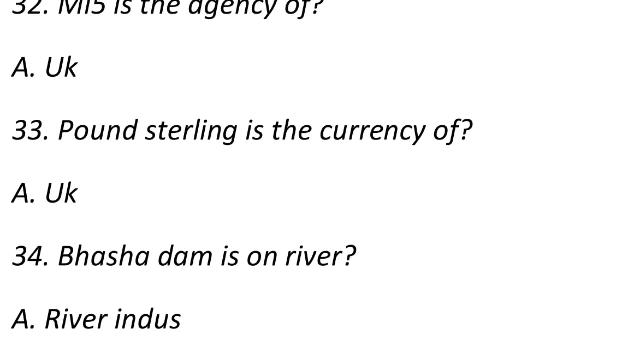 32. MI5 is the agency of?
A. Uk
33. Pound sterling is the currency of?
A. Uk
34. Bhasha dam is on river?
A. River indus